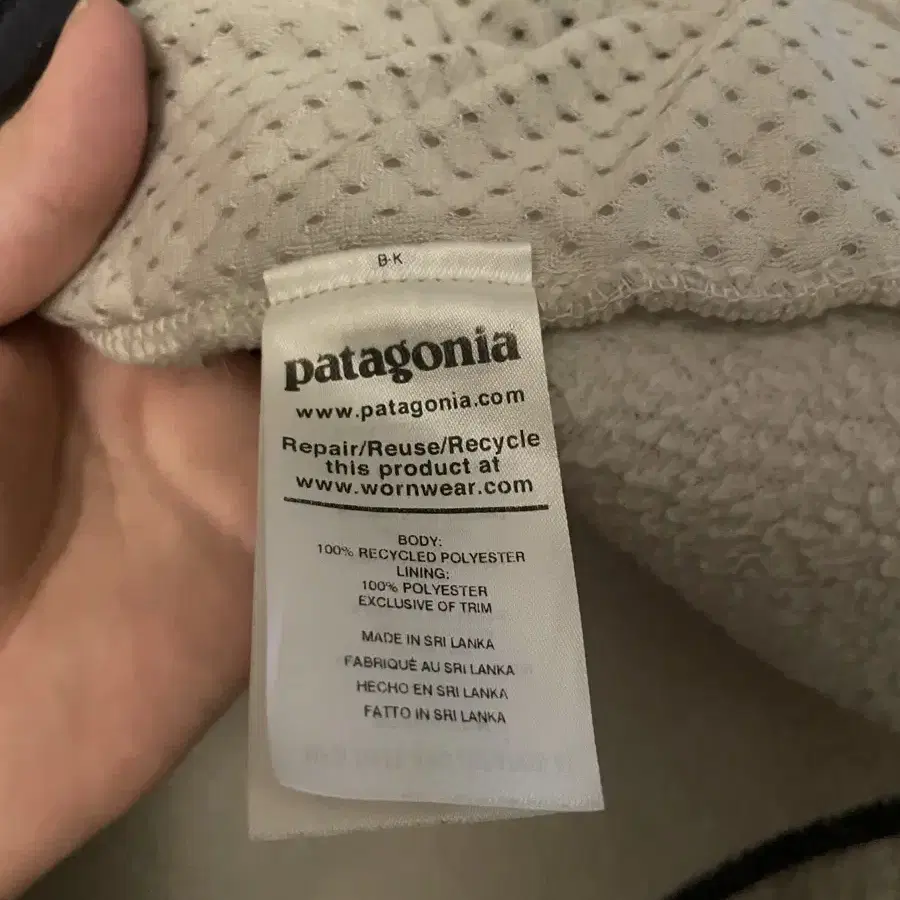 B-K
patagonia
www.patagonia.com
Repair/Reuse/Recycle
this product at
www.wornwear.com
BODY:
100% RECYCLED POLYESTER
LINING:
100% POLYESTER
EXCLUSIVE OF TRIM
MADE IN SRI LANKA
FABRIQUÉ AU SRI LANKA
HECHO EN SRI LANKA
FATTO IN SRI LANKA